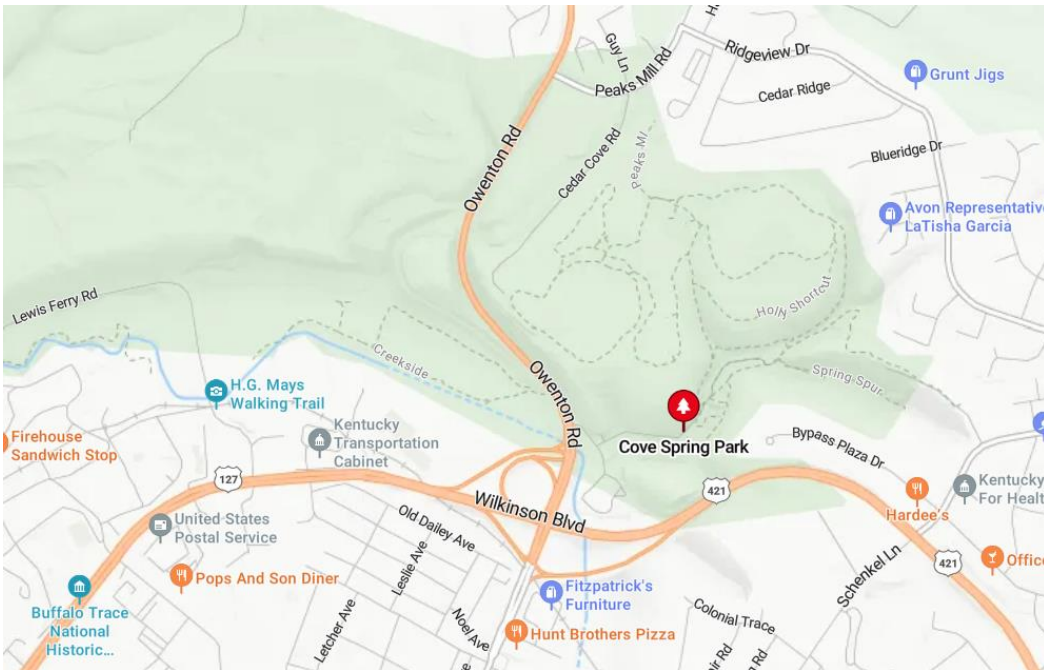 Guy Ln
Peaks Mill Rd
Ridgeview Dr
Grunt Jigs
Cedar Ridge
Owenton Rd
Cedar Cove Rd
Peaks Ml
Blueridge Dr
Avon Representative
LaTisha Garcia
Lewis Ferry Rd
Holly Shortcut
Creekside
Owenton Rd
Spring Spur
H.G. Mays
Walking Trail
Firehouse
Sandwich Stop
Kentucky
Transportation
Cabinet
Cove Spring Park
Bypass Plaza Dr
127
421
Wilkinson Blvd
Hardee's
Kentucky
For Healt
United States
Postal Service
Old Dailey Ave
Leslie Ave
Pops And Son Diner
Schenkel Ln
421
Office
Buffalo Trace
National
Historic...
Letcher Ave
Noel Ave
Fitzpatrick's
Furniture
Colonial Trace
Hunt Brothers Pizza